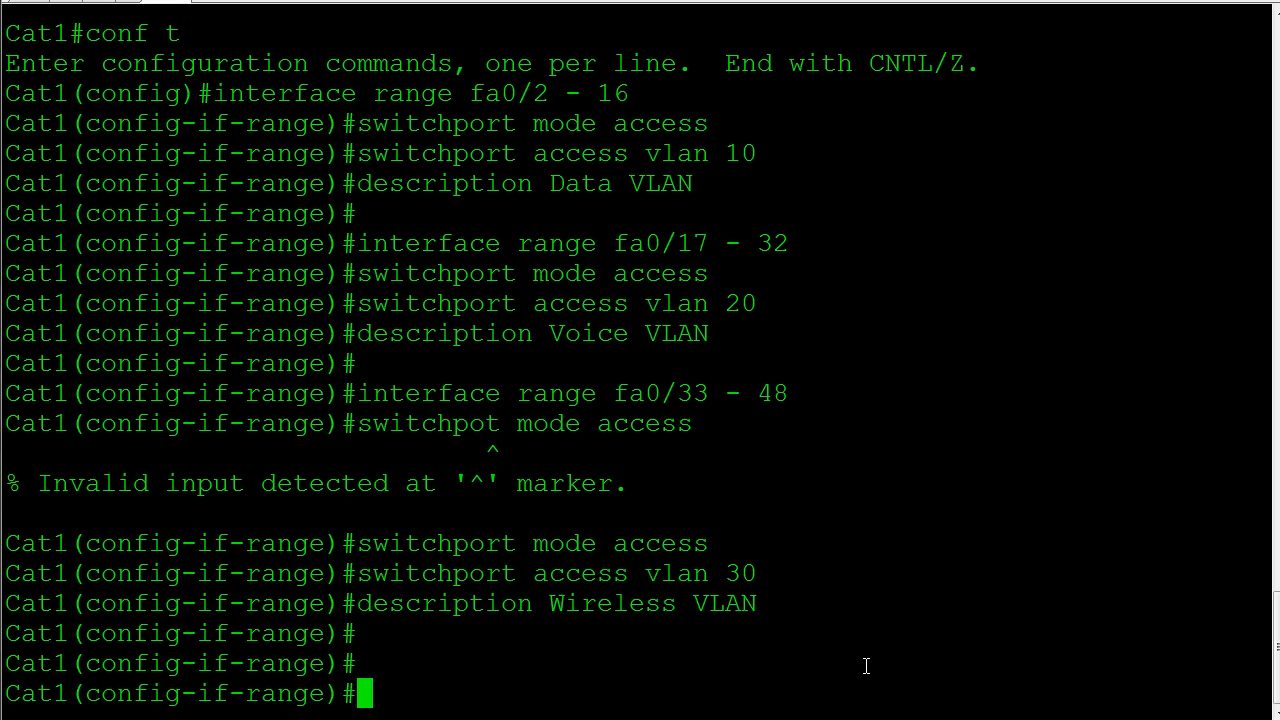 Cat1#conf t
Enter configuration commands, one per line.  End with CNTL/Z.
Cat1(config)#interface range fa0/2 - 16
Cat1(config-if-range)#switchport mode access
Cat1(config-if-range)#switchport access vlan 10
Cat1(config-if-range)#description Data VLAN
Cat1(config-if-range)#
Cat1(config-if-range)#interface range fa0/17 - 32
Cat1(config-if-range)#switchport mode access
Cat1(config-if-range)#switchport access vlan 20
Cat1(config-if-range)#description Voice VLAN
Cat1(config-if-range)#
Cat1(config-if-range)#interface range fa0/33 - 48
Cat1(config-if-range)#switchpot mode access
^
% Invalid input detected at '^' marker.
Cat1(config-if-range)#switchport mode access
Cat1(config-if-range)#switchport access vlan 30
Cat1(config-if-range)#description Wireless VLAN
Cat1(config-if-range)#
Cat1(config-if-range)#
Cat1(config-if-range)#